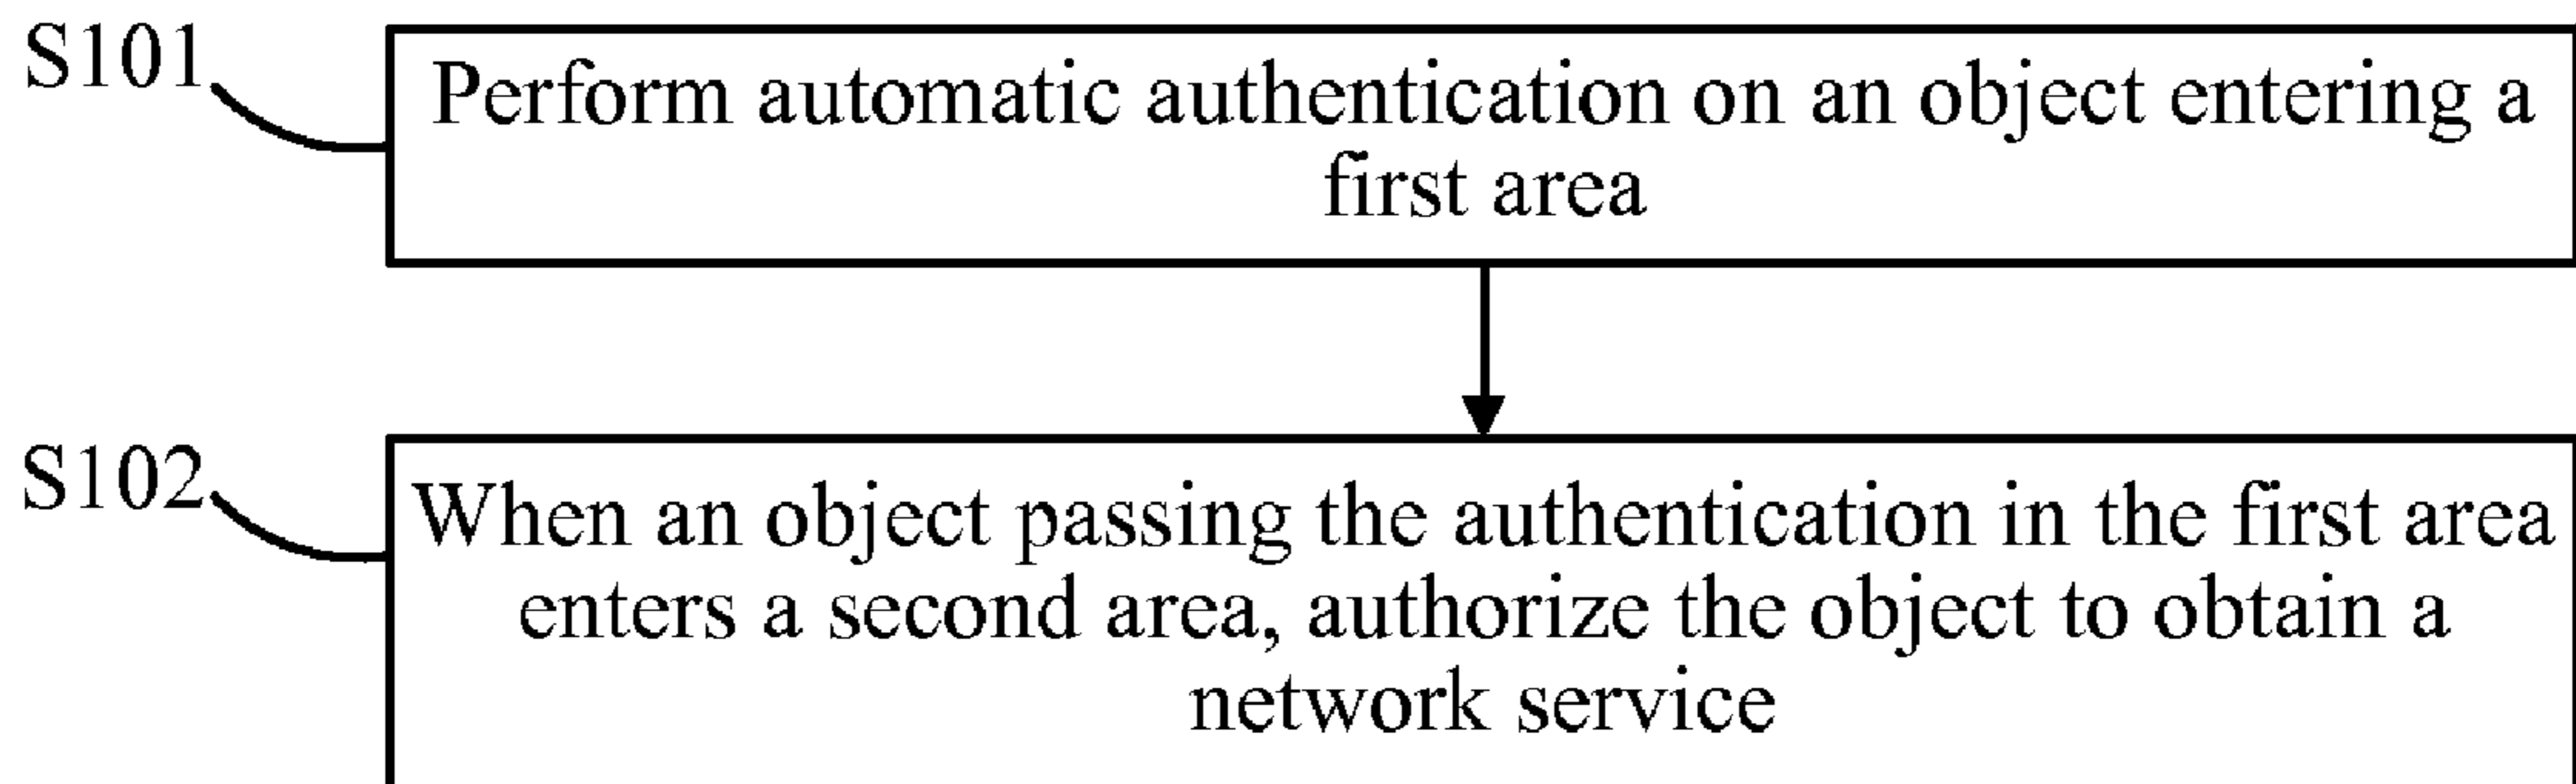 S101
Perform automatic authentication on an object entering a
first area
S102
When an object passing the authentication in the first area
enters a second area, authorize the object to obtain a
network service